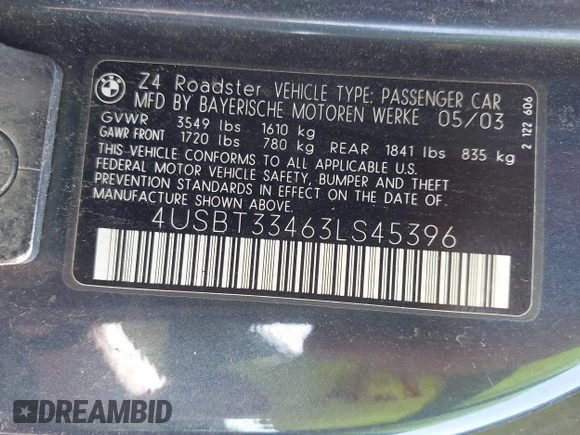 BMW
Z4 Roadster VEHICLE TYPE: PASSENGER CAR
MFD BY BAYERISCHE MOTOREN WERKE 05/03
GVWR 3549 lbs 1610 kg
GAWR FRONT 1720 lbs 780 kg REAR 1841 lbs 835 kg
THIS VEHICLE CONFORMS TO ALL APPLICABLE U.S.
FEDERAL MOTOR VEHICLE SAFETY, BUMPER AND THEFT
PREVENTION STANDARDS IN EFFECT ON THE DATE OF
MANUFACTURE SHOWN ABOVE.
4USBT33463LS45396
2 122 606
DREAMBID